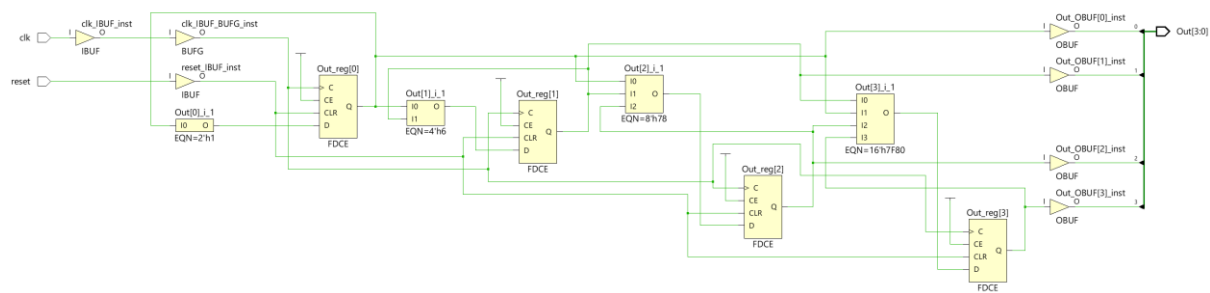 clk
clk_IBUF_inst
I
O
IBUF
clk_IBUF_BUFG_inst
I
O
BUFG
reset
reset_IBUF_inst
I
O
IBUF
Out[0]_i_1
I0 O
EQN=2'h1
Out_reg[0]
C
CE
CLR
D
Q
FDCE
Out[1]_i_1
I0 O
I1
EQN=4'h6
Out_reg[1]
C
CE
CLR
D
Q
FDCE
Out[2]_i_1
I0
I1 O
I2
EQN=8'h78
Out_reg[2]
C
CE
CLR
D
Q
FDCE
Out[3]_i_1
I0
I1
I2
I3
O
EQN=16'h7F80
Out_reg[3]
C
CE
CLR
D
Q
FDCE
Out_OBUF[0]_inst
I
O
OBUF
0
Out_OBUF[1]_inst
I
O
OBUF
1
Out_OBUF[2]_inst
I
O
OBUF
2
Out_OBUF[3]_inst
I
O
OBUF
3
Out[3:0]